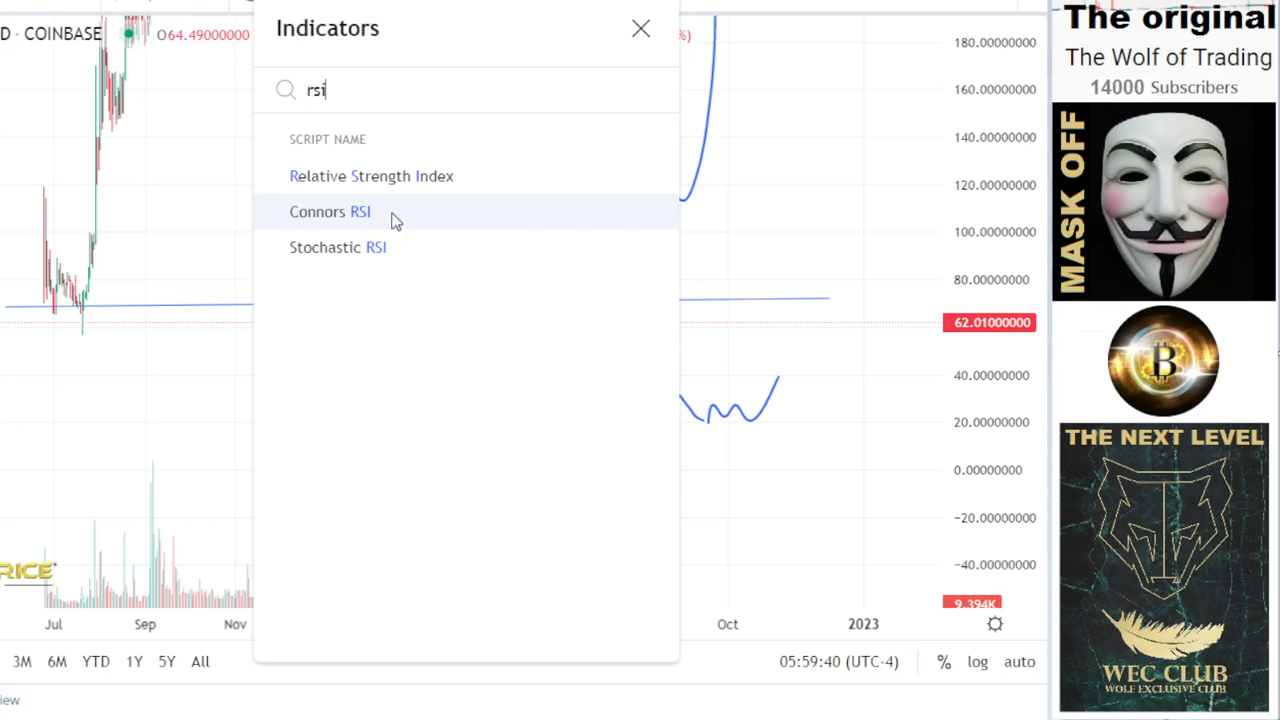 D · COINBASE
O64.49000000
%)
Indicators
rsi
SCRIPT NAME
Relative Strength Index
Connors RSI
Stochastic RSI
180.00000000
160.00000000
140.00000000
120.00000000
100.00000000
80.00000000
62.01000000
40.00000000
20.00000000
0.00000000
−20.00000000
−40.00000000
9.394K
RICE
Jul Sep Nov Oct 2023
3M 6M YTD 1Y 5Y All
05:59:40 (UTC-4) % log auto
iew
The original
The Wolf of Trading
14000 Subscribers
MASK OFF
THE NEXT LEVEL
WEC CLUB
WOLF EXCLUSIVE CLUB